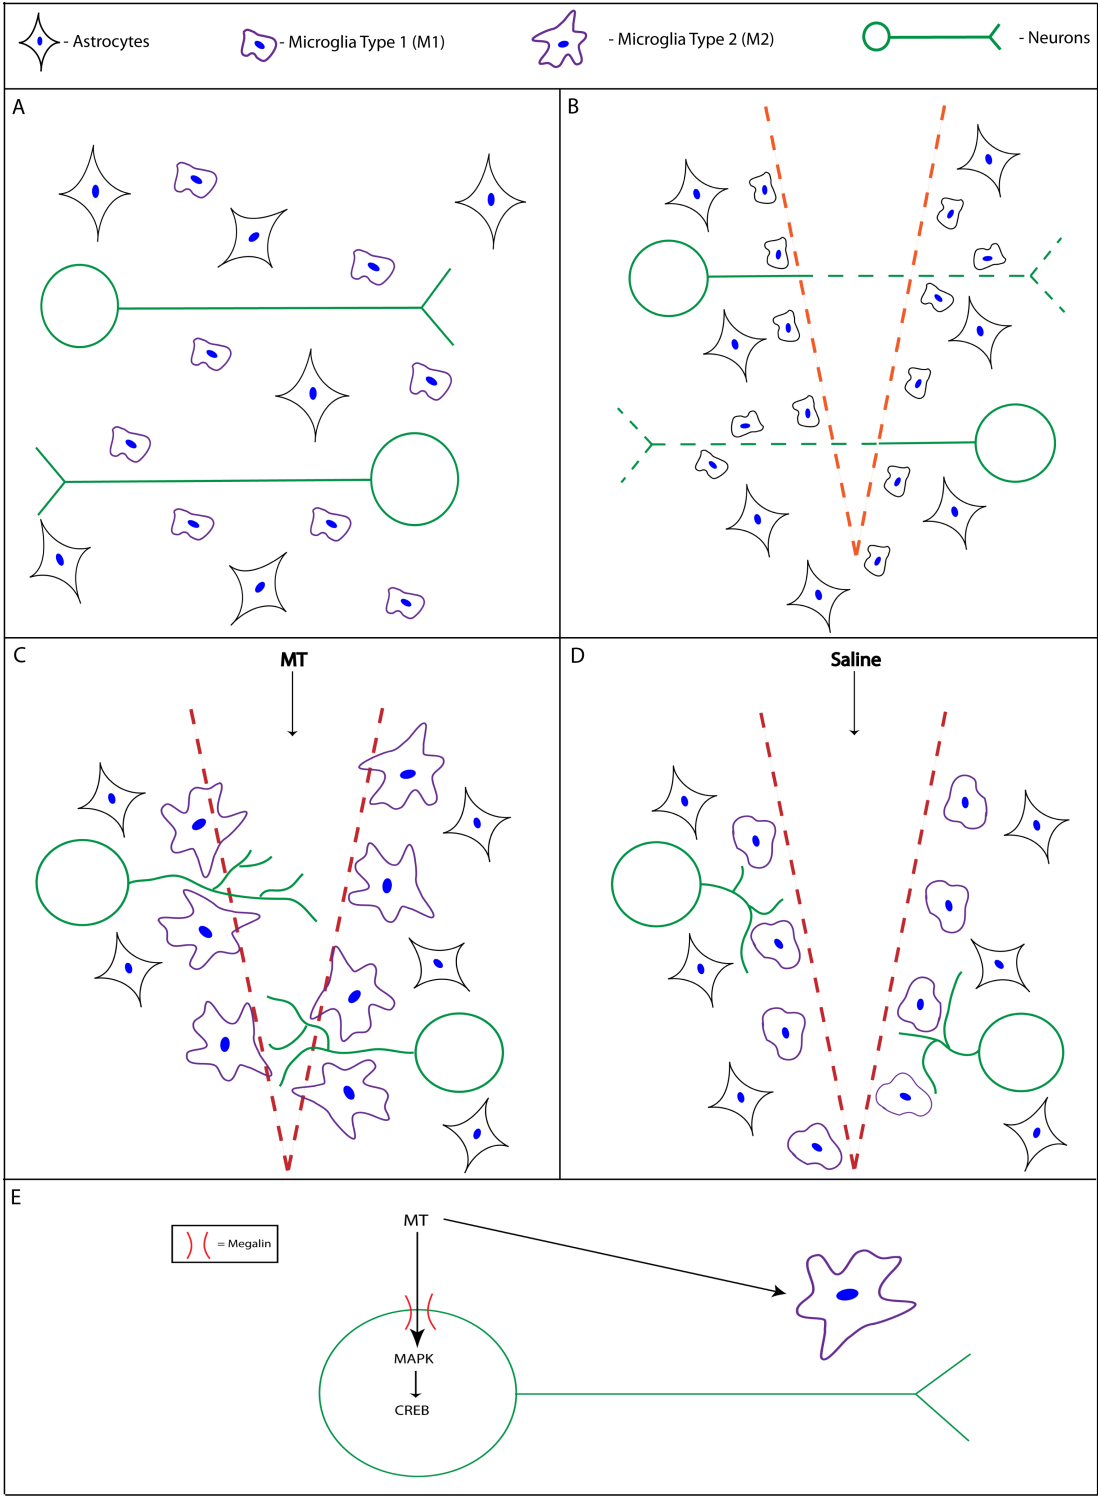 - Astrocytes
- Microglia Type 1 (M1)
- Microglia Type 2 (M2)
- Neurons
A
B
C
MT
D
Saline
E
MT
= Megalin
MAPK
CREB